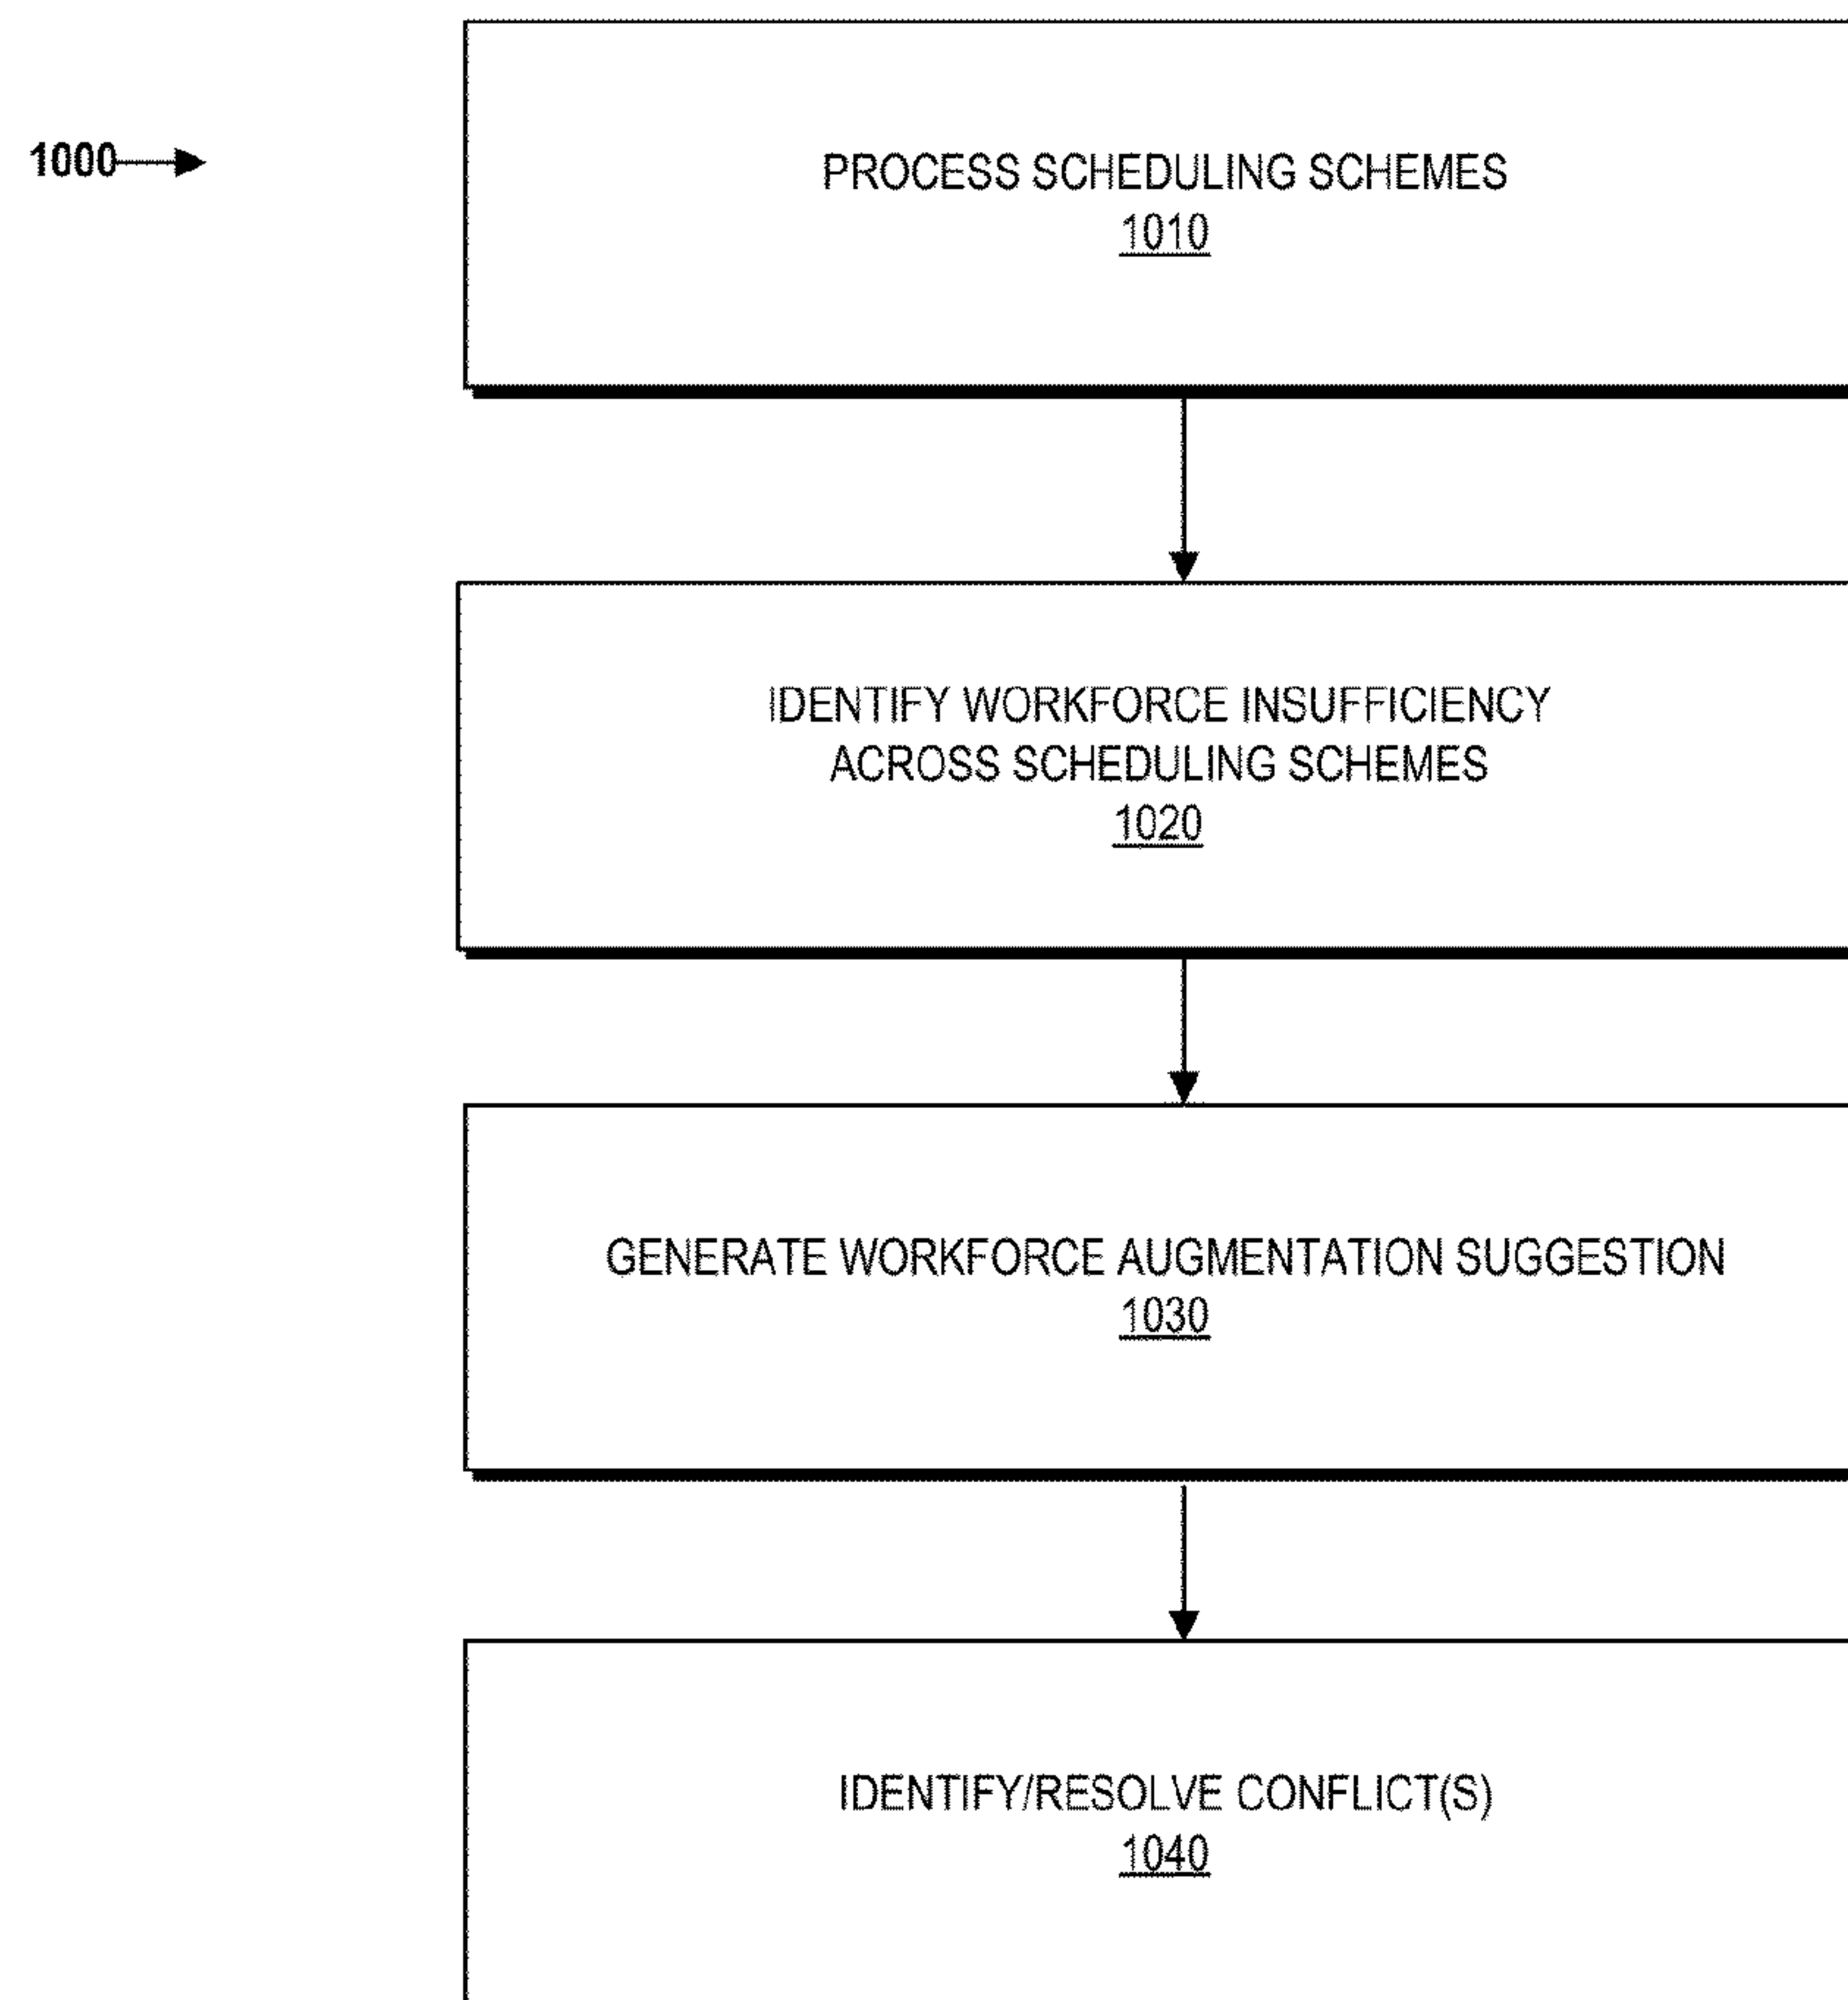 1000
PROCESS SCHEDULING SCHEMES
1010
IDENTIFY WORKFORCE INSUFFICIENCY
ACROSS SCHEDULING SCHEMES
1020
GENERATE WORKFORCE AUGMENTATION SUGGESTION
1030
IDENTIFY/RESOLVE CONFLICT(S)
1040